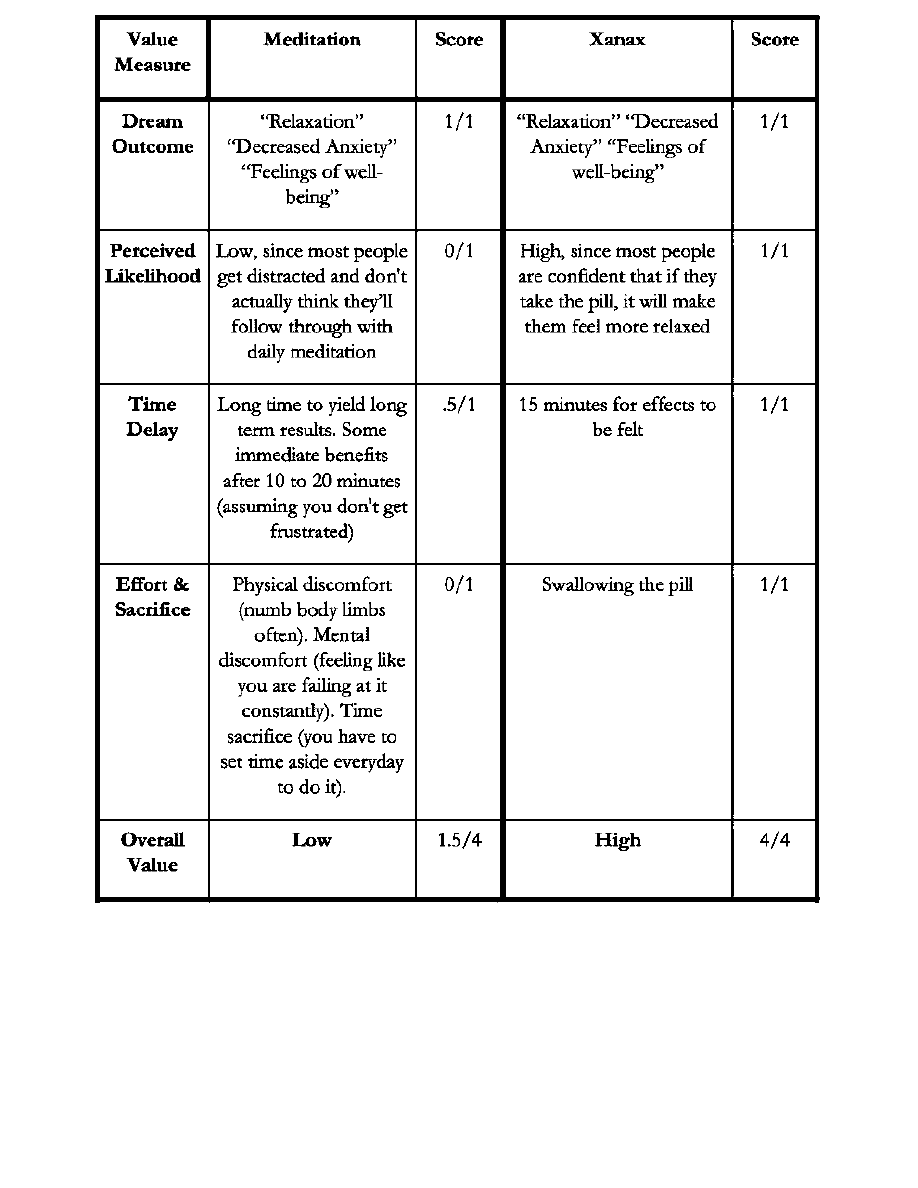 Value Measure | Meditation | Score | Xanax | Score
Dream Outcome | “Relaxation” “Decreased Anxiety” “Feelings of well-being” | 1/1 | “Relaxation” “Decreased Anxiety” “Feelings of well-being” | 1/1
Perceived Likelihood | Low, since most people get distracted and don't actually think they’ll follow through with daily meditation | 0/1 | High, since most people are confident that if they take the pill, it will make them feel more relaxed | 1/1
Time Delay | Long time to yield long term results. Some immediate benefits after 10 to 20 minutes (assuming you don't get frustrated) | .5/1 | 15 minutes for effects to be felt | 1/1
Effort & Sacrifice | Physical discomfort (numb body limbs often). Mental discomfort (feeling like you are failing at it constantly). Time sacrifice (you have to set time aside everyday to do it). | 0/1 | Swallowing the pill | 1/1
Overall Value | Low | 1.5/4 | High | 4/4